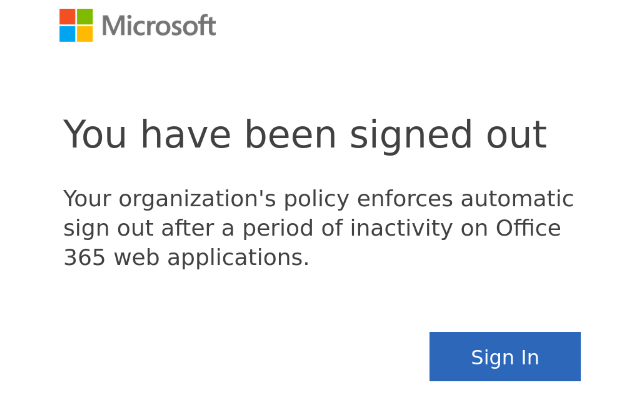 Microsoft
You have been signed out
Your organization's policy enforces automatic
sign out after a period of inactivity on Office
365 web applications.
Sign In